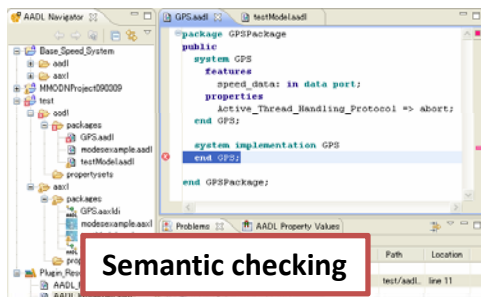 AADL Navigator
Base_Speed_System
aadl
aaxl
MMODNProject090309
test
aadl
packages
GPS.aadl
modesexample.aadl
testModel.aadl
propertysets
aaxl
packages
GPS.aaxldi
modesexample.aaxl
Plugin_Reso
GPS.aadl
testModel.aadl
package GPSPackage
public
system GPS
features
speed_data: in data port;
properties
Active_Thread_Handling_Protocol => abort;
end GPS;
system implementation GPS
end GPS;
end GPSPackage;
Problems
AADL Property Values
Path
Location
test/aadl..
line 11
Semantic checking